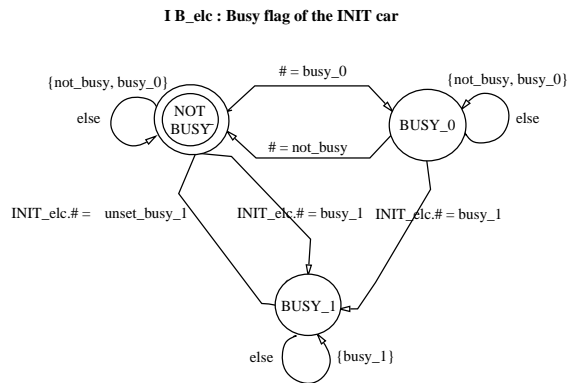 I B_elc : Busy flag of the INIT car
# = busy_0
{not_busy, busy_0}
{not_busy, busy_0}
NOT
BUSY
else
BUSY_0
else
# = not_busy
INIT_elc.# = unset_busy_1
INIT_elc.# = busy_1
INIT_elc.# = busy_1
BUSY_1
else
{busy_1}